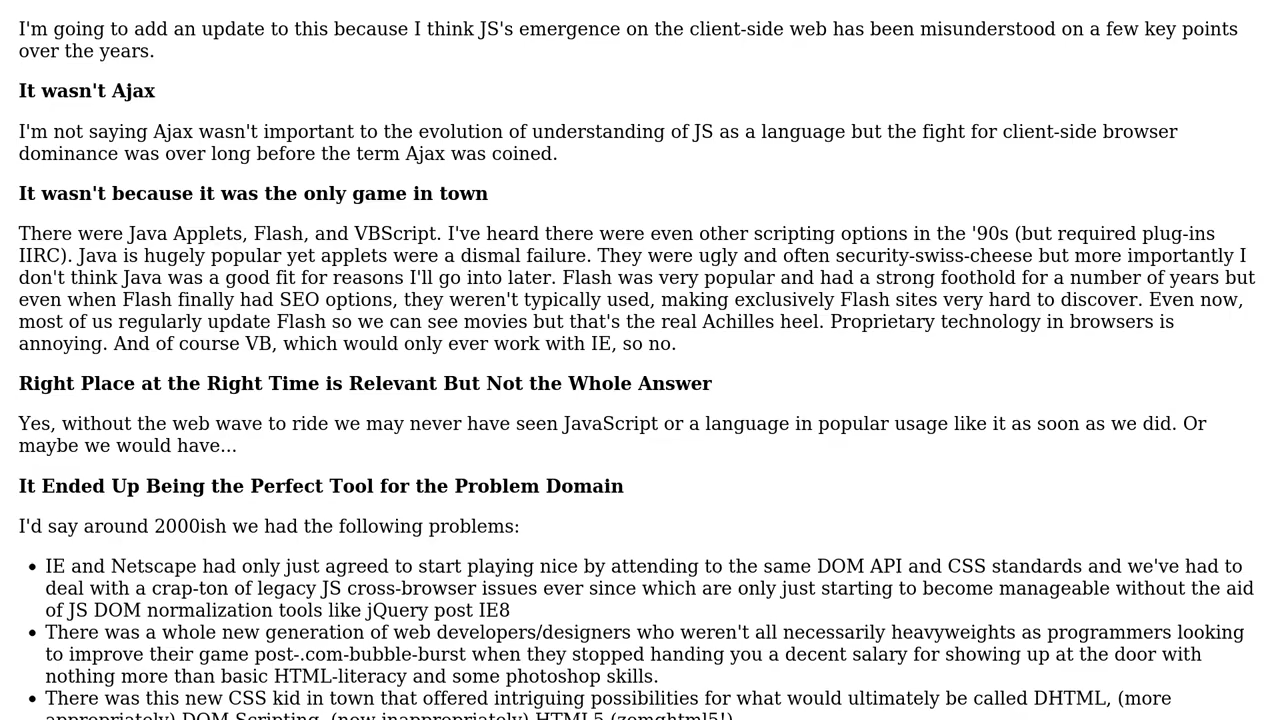 I'm going to add an update to this because I think JS's emergence on the client-side web has been misunderstood on a few key points
over the years.
It wasn't Ajax
I'm not saying Ajax wasn't important to the evolution of understanding of JS as a language but the fight for client-side browser
dominance was over long before the term Ajax was coined.
It wasn't because it was the only game in town
There were Java Applets, Flash, and VBScript. I've heard there were even other scripting options in the '90s (but required plug-ins
IIRC). Java is hugely popular yet applets were a dismal failure. They were ugly and often security-swiss-cheese but more importantly I
don't think Java was a good fit for reasons I'll go into later. Flash was very popular and had a strong foothold for a number of years but
even when Flash finally had SEO options, they weren't typically used, making exclusively Flash sites very hard to discover. Even now,
most of us regularly update Flash so we can see movies but that's the real Achilles heel. Proprietary technology in browsers is
annoying. And of course VB, which would only ever work with IE, so no.
Right Place at the Right Time is Relevant But Not the Whole Answer
Yes, without the web wave to ride we may never have seen JavaScript or a language in popular usage like it as soon as we did. Or
maybe we would have...
It Ended Up Being the Perfect Tool for the Problem Domain
I'd say around 2000ish we had the following problems:
• IE and Netscape had only just agreed to start playing nice by attending to the same DOM API and CSS standards and we've had to
deal with a crap-ton of legacy JS cross-browser issues ever since which are only just starting to become manageable without the aid
of JS DOM normalization tools like jQuery post IE8
• There was a whole new generation of web developers/designers who weren't all necessarily heavyweights as programmers looking
to improve their game post-.com-bubble-burst when they stopped handing you a decent salary for showing up at the door with
nothing more than basic HTML-literacy and some photoshop skills.
• There was this new CSS kid in town that offered intriguing possibilities for what would ultimately be called DHTML, (more
appropriately) DOM Scripting, (now inappropriately) HTML5 (zomghtml5!)